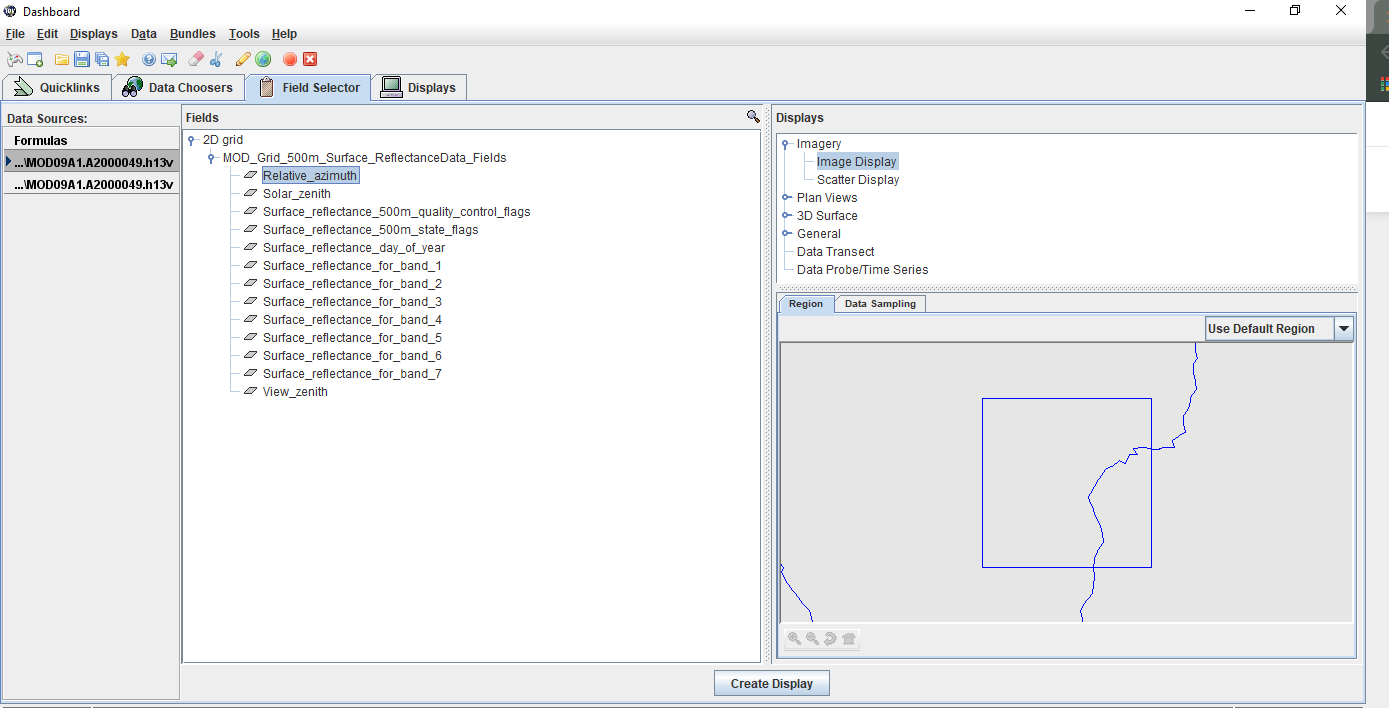 Dashboard
File Edit Displays Data Bundles Tools Help
Quicklinks Data Choosers Field Selector Displays
Data Sources:
Formulas
...\MOD09A1.A2000049.h13v
...\MOD09A1.A2000049.h13v
Fields
2D grid
MOD_Grid_500m_Surface_ReflectanceData_Fields
Relative_azimuth
Solar_zenith
Surface_reflectance_500m_quality_control_flags
Surface_reflectance_500m_state_flags
Surface_reflectance_day_of_year
Surface_reflectance_for_band_1
Surface_reflectance_for_band_2
Surface_reflectance_for_band_3
Surface_reflectance_for_band_4
Surface_reflectance_for_band_5
Surface_reflectance_for_band_6
Surface_reflectance_for_band_7
View_zenith
Displays
Imagery
Image Display
Scatter Display
Plan Views
3D Surface
General
Data Transect
Data Probe/Time Series
Region Data Sampling
Use Default Region
Create Display